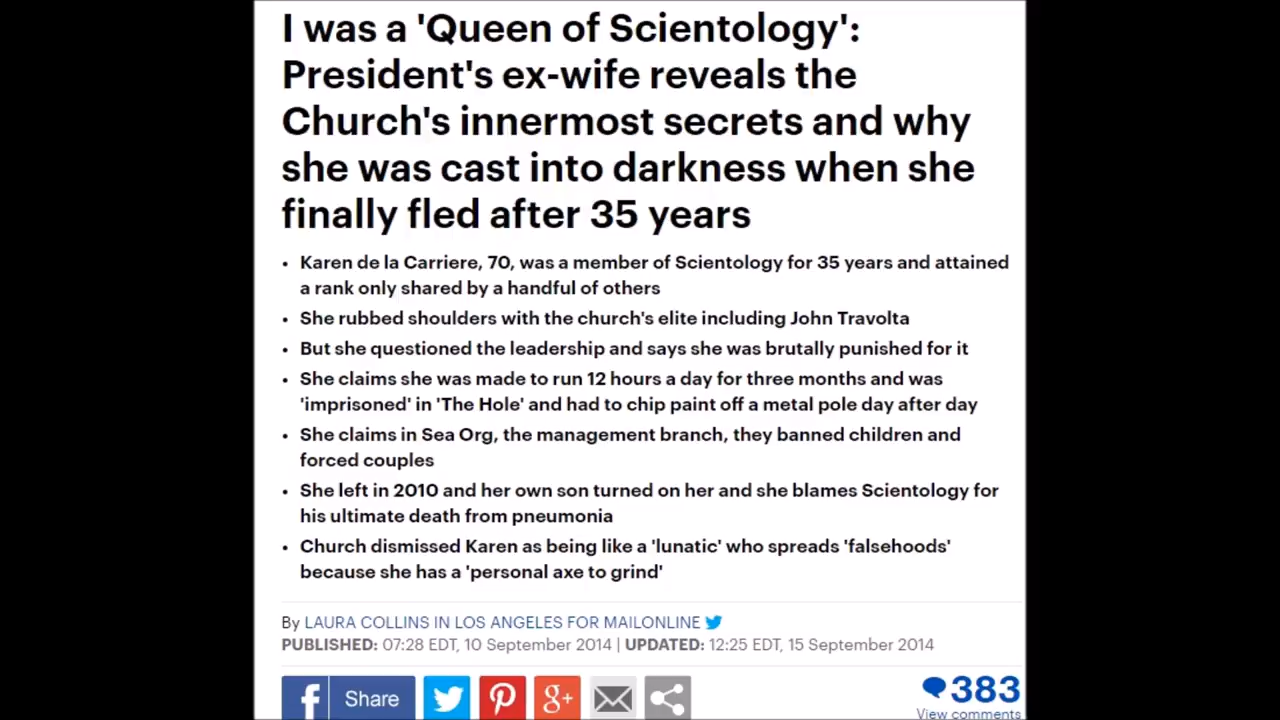 I was a 'Queen of Scientology':
President's ex-wife reveals the
Church's innermost secrets and why
she was cast into darkness when she
finally fled after 35 years
• Karen de la Carriere, 70, was a member of Scientology for 35 years and attained
a rank only shared by a handful of others
• She rubbed shoulders with the church's elite including John Travolta
• But she questioned the leadership and says she was brutally punished for it
• She claims she was made to run 12 hours a day for three months and was
'imprisoned' in 'The Hole' and had to chip paint off a metal pole day after day
• She claims in Sea Org, the management branch, they banned children and
forced couples
• She left in 2010 and her own son turned on her and she blames Scientology for
his ultimate death from pneumonia
• Church dismissed Karen as being like a 'lunatic' who spreads 'falsehoods'
because she has a 'personal axe to grind'
By LAURA COLLINS IN LOS ANGELES FOR MAILONLINE
PUBLISHED: 07:28 EDT, 10 September 2014 | UPDATED: 12:25 EDT, 15 September 2014
f Share g+ 383
View comments